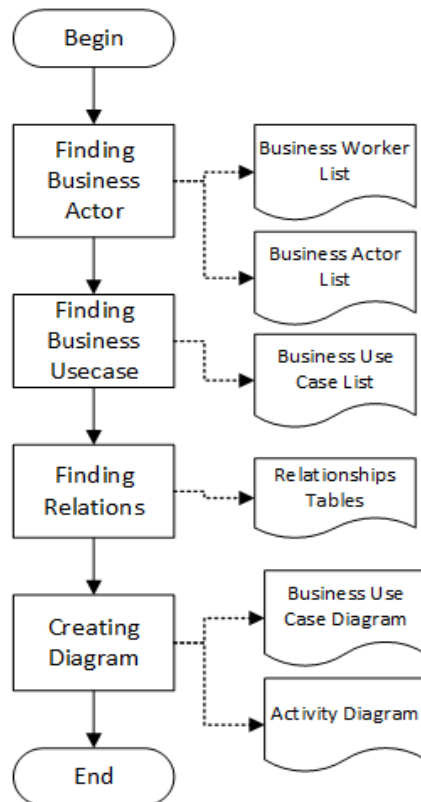 Begin
Finding
Business
Actor
Business Worker
List
Business Actor
List
Finding
Business
Usecase
Business Use
Case List
Finding
Relations
Relationships
Tables
Creating
Diagram
Business Use
Case Diagram
Activity Diagram
End